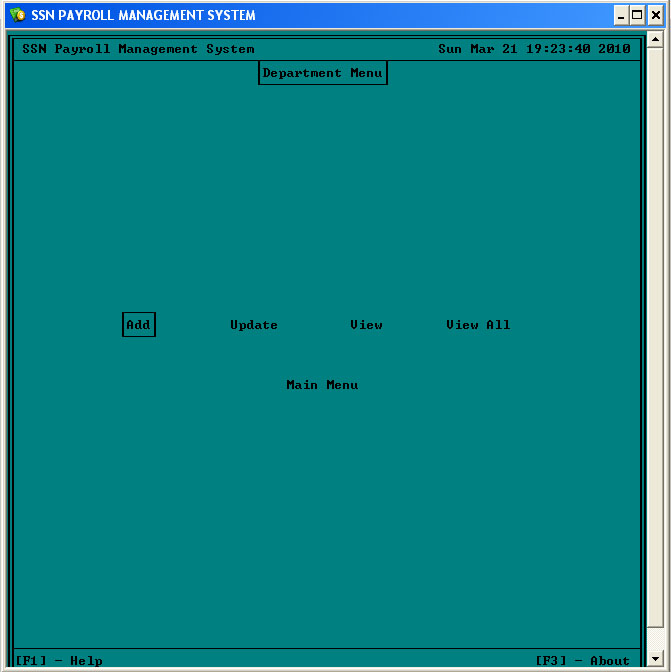 SSN PAYROLL MANAGEMENT SYSTEM
SSN Payroll Management System Sun Mar 21 19:23:40 2010
Department Menu
Add Update View View All
Main Menu
[F1] - Help [F3] - About